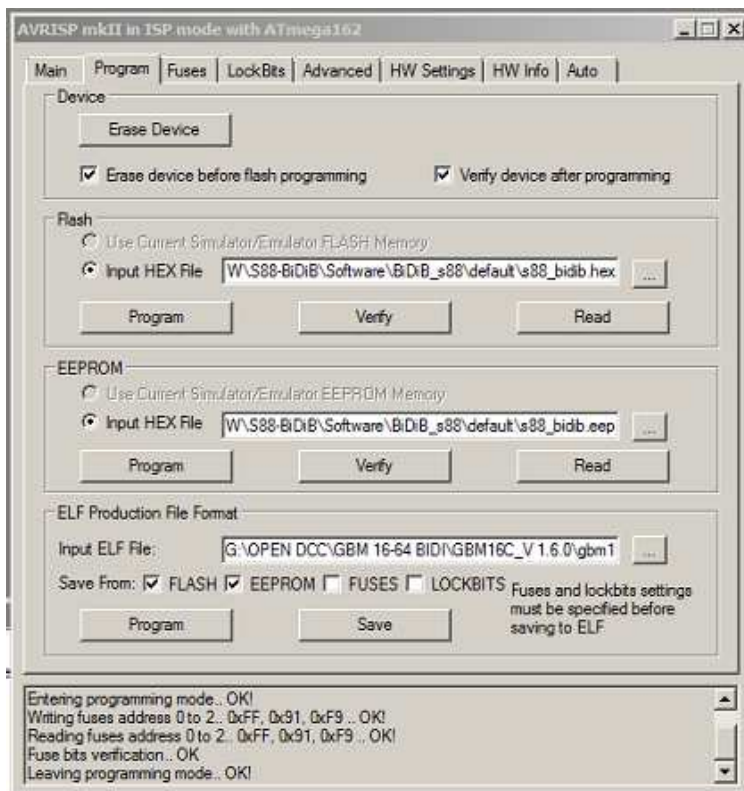 AVRISP mkII in ISP mode with ATmega162
Main Program Fuses LockBits Advanced HW Settings HW Info Auto
Device
Erase Device
Erase device before flash programming Verify device after programming
Flash
Use Current Simulator/Emulator FLASH Memory
Input HEX File W\S88-BiDiB\Software\BiDiB_s88\default\s88_bidib.hex ...
Program Verify Read
EEPROM
Use Current Simulator/Emulator EEPROM Memory
Input HEX File W\S88-BiDiB\Software\BiDiB_s88\default\s88_bidib.eep ...
Program Verify Read
ELF Production File Format
Input ELF File: G:\OPEN DCC\GBM 16-64 BIDI\GBM16C_V 1.6.0\gbm1 ...
Save From: FLASH EEPROM FUSES LOCKBITS Fuses and lockbits settings
must be specified before
saving to ELF
Program Save
Entering programming mode.. OK!
Writing fuses address 0 to 2.. 0xFF, 0x91, 0xF9 .. OK!
Reading fuses address 0 to 2.. 0xFF, 0x91, 0xF9 .. OK!
Fuse bits verification.. OK
Leaving programming mode.. OK!